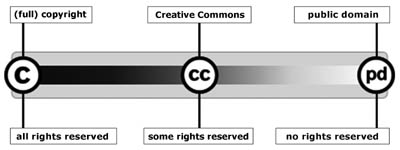 (full) copyright
Creative Commons
public domain
C
cc
pd
all rights reserved
some rights reserved
no rights reserved